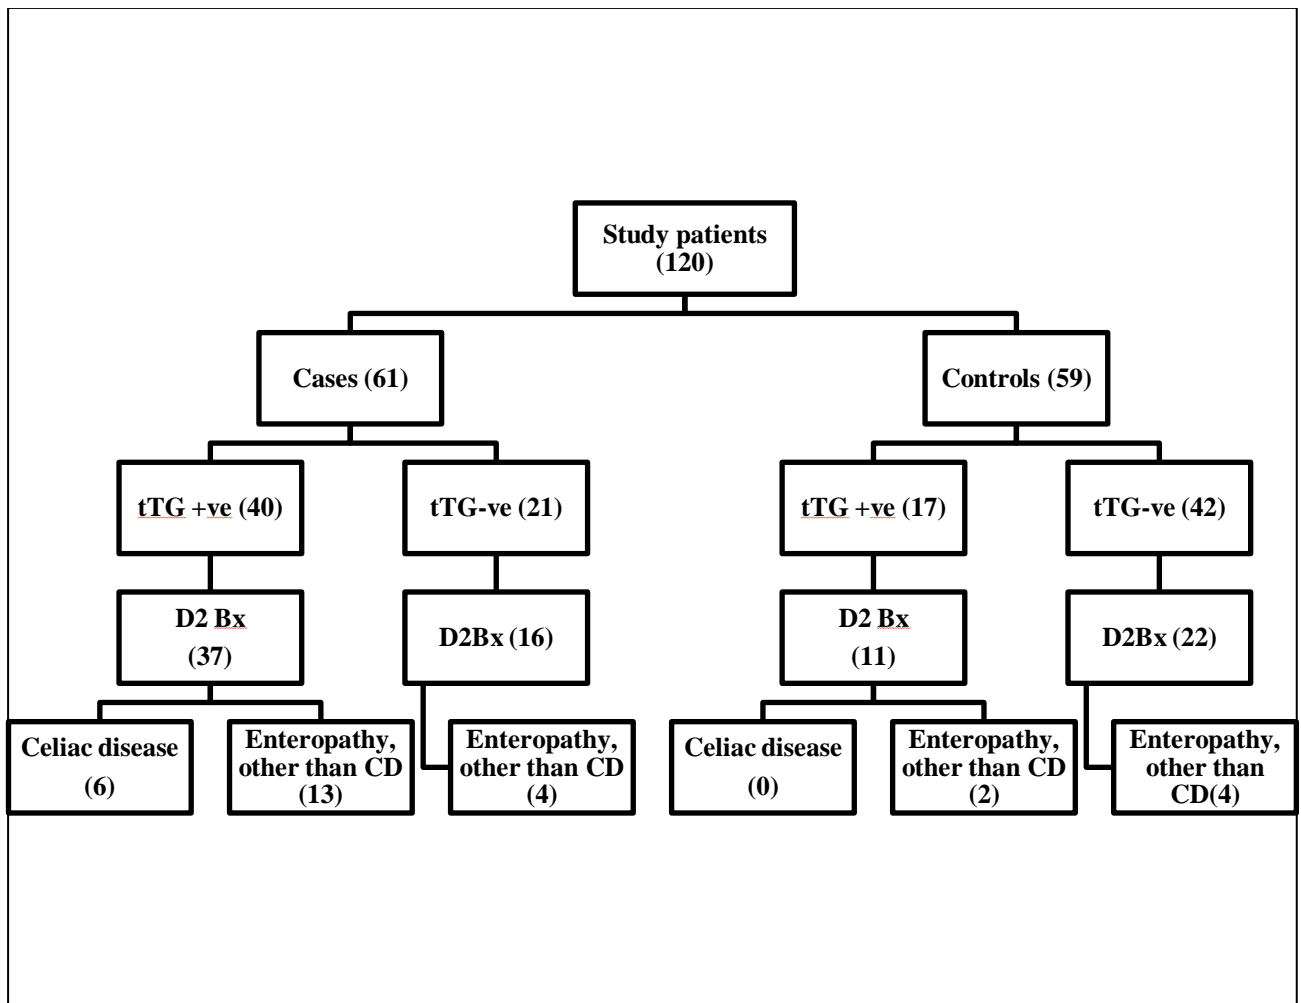 Study patients
(120)
Cases (61)
Controls (59)
tTG +ve (40)
tTG-ve (21)
tTG +ve (17)
tTG-ve (42)
D2 Bx
(37)
D2Bx (16)
D2 Bx
(11)
D2Bx (22)
Celiac disease
(6)
Enteropathy,
other than CD
(13)
Enteropathy,
other than CD
(4)
Celiac disease
(0)
Enteropathy,
other than CD
(2)
Enteropathy,
other than
CD(4)